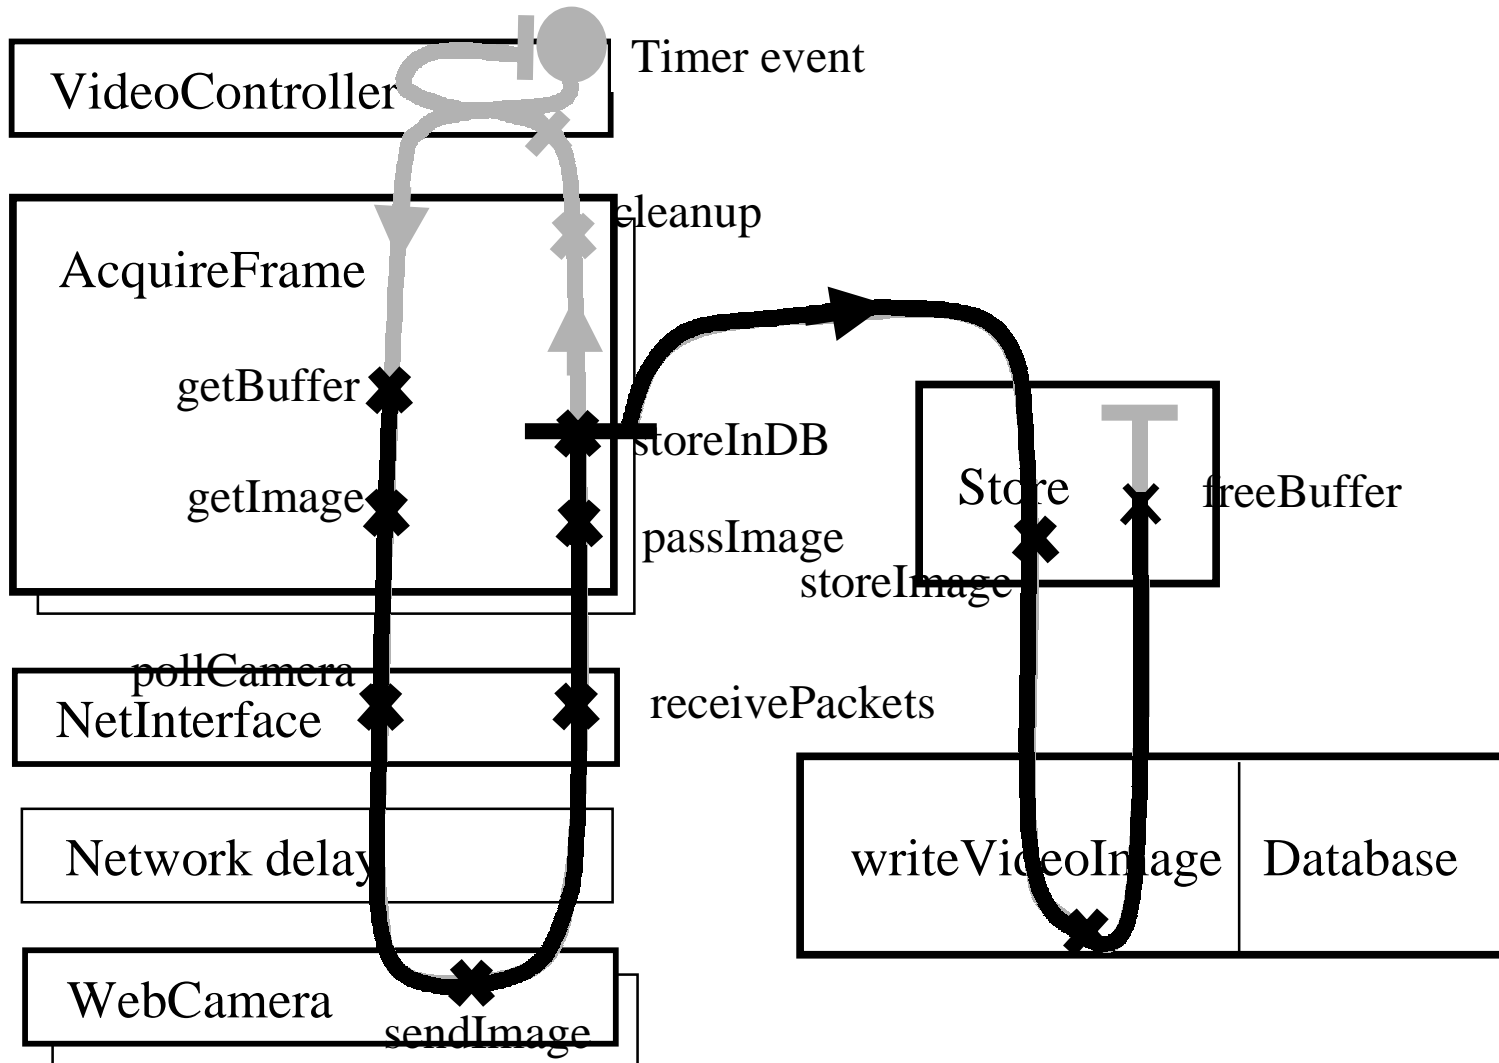 Timer event
VideoController
cleanup
AcquireFrame
getBuffer
storeInDB
getImage
Store
freeBuffer
passImage
storeImage
pollCamera
NetInterface
receivePackets
Network delay
writeVideoImage
Database
WebCamera
sendImage